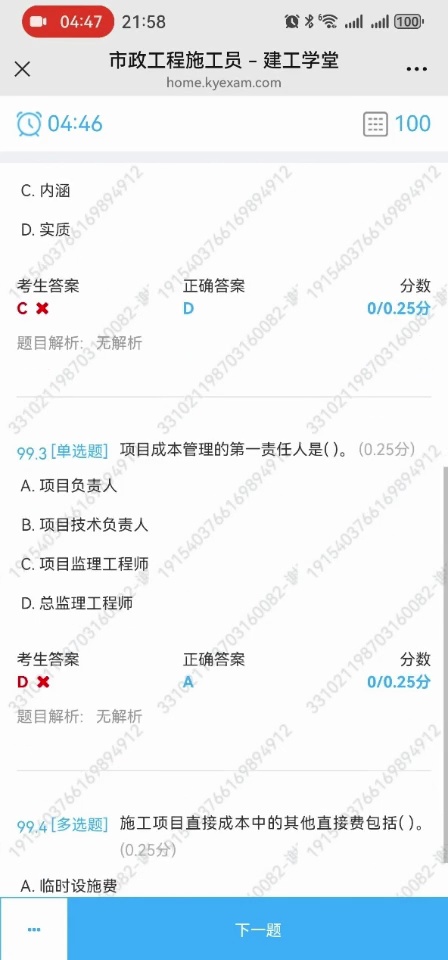 04:47 21:58 6 100
市政工程施工员 – 建工学堂
home.kyexam.com
04:46 100
C. 内涵
D. 实质
考生答案 正确答案 分数
C ✖ D 0/0.25分
题目解析: 无解析
99.3 [单选题] 项目成本管理的第一责任人是( )。 (0.25分)
A. 项目负责人
B. 项目技术负责人
C. 项目监理工程师
D. 总监理工程师
考生答案 正确答案 分数
D ✖ A 0/0.25分
题目解析: 无解析
99.4 [多选题] 施工项目直接成本中的其他直接费包括( )。
(0.25分)
A. 临时设施费
下一题